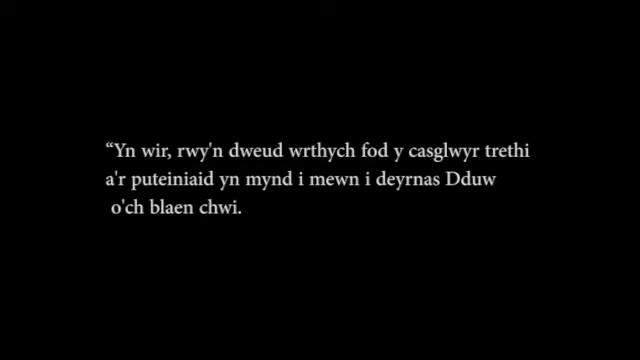 “Yn wir, rwy'n dweud wrthych fod y casglwyr trethi
a'r puteiniaid yn mynd i mewn i deyrnas Dduw
o'ch blaen chwi.